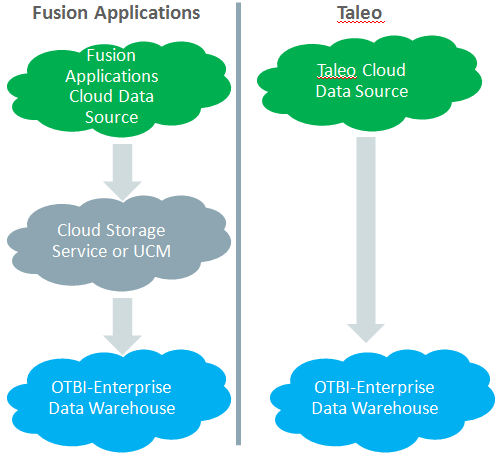 Fusion Applications
Fusion
Applications
Cloud Data
Source
Cloud Storage
Service or UCM
OTBI-Enterprise
Data Warehouse
Taleo
Taleo Cloud
Data Source
OTBI-Enterprise
Data Warehouse